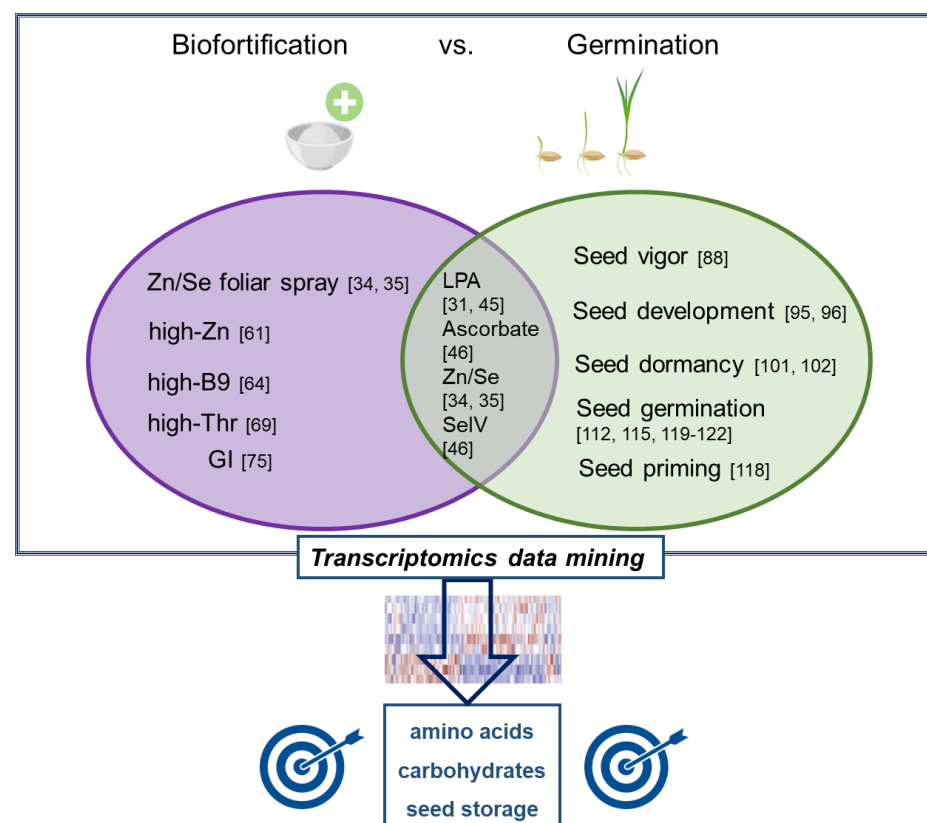 Biofortification vs. Germination
Zn/Se foliar spray [34, 35]
high-Zn [61]
high-B9 [64]
high-Thr [69]
GI [75]
LPA
[31, 45]
Ascorbate
[46]
Zn/Se
[34, 35]
SelV
[46]
Seed vigor [88]
Seed development [95, 96]
Seed dormancy [101, 102]
Seed germination
[112, 115, 119-122]
Seed priming [118]
Transcriptomics data mining
amino acids
carbohydrates
seed storage